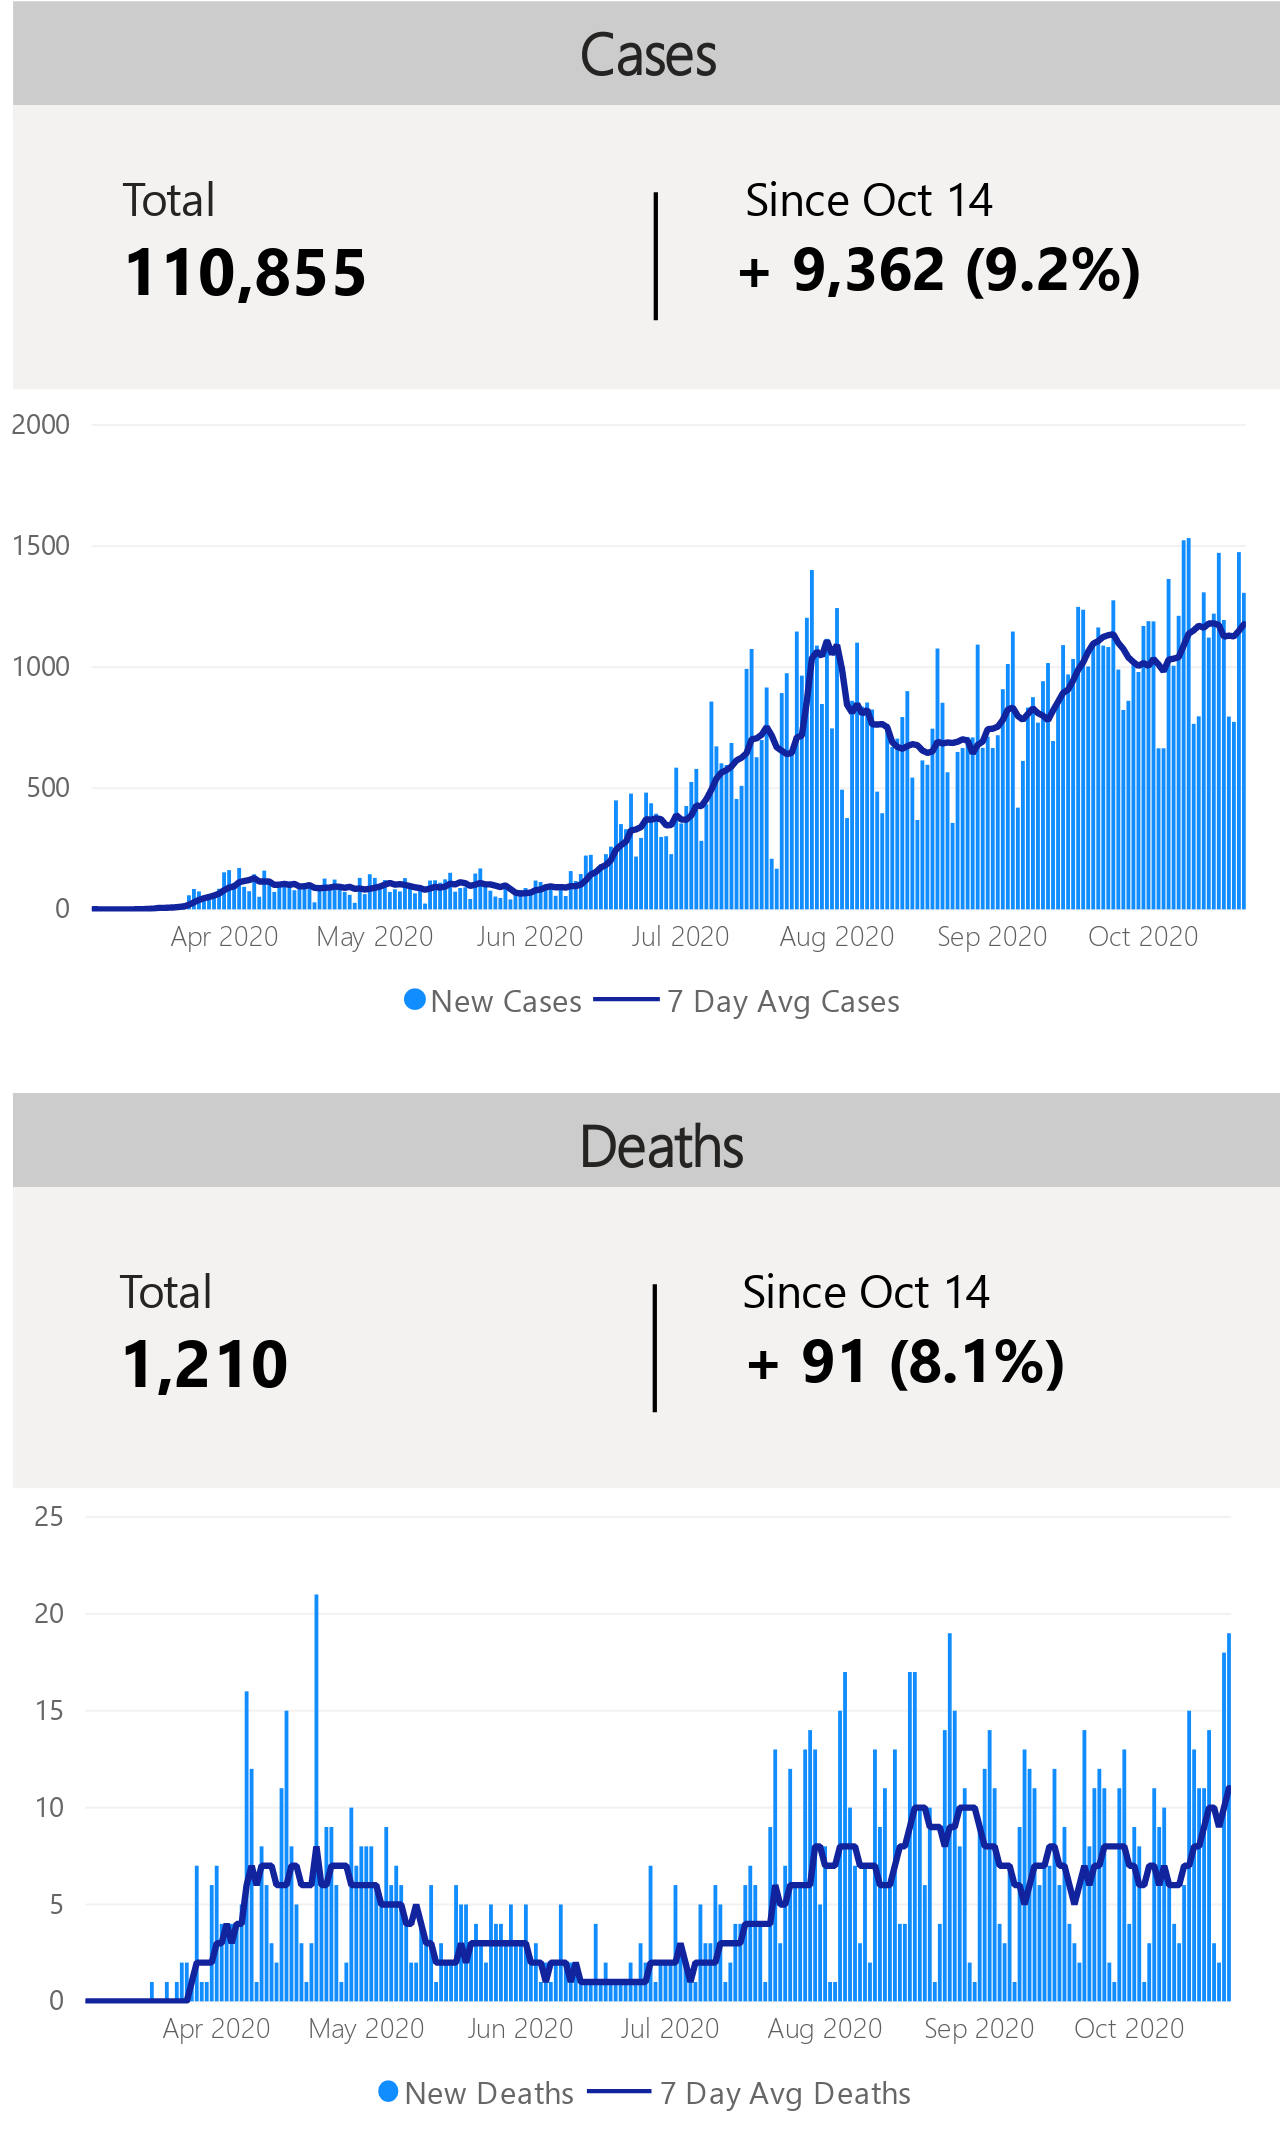 Cases
Total
Since Oct 14
110,855
+ 9,362 (9.2%)
2000
1500
1000
500
0
Apr 2020 May 2020 Jun 2020 Jul 2020 Aug 2020 Sep 2020 Oct 2020
New Cases 7 Day Avg Cases
Deaths
Total
Since Oct 14
1,210
+ 91 (8.1%)
25
20
15
10
5
0
Apr 2020 May 2020 Jun 2020 Jul 2020 Aug 2020 Sep 2020 Oct 2020
New Deaths 7 Day Avg Deaths